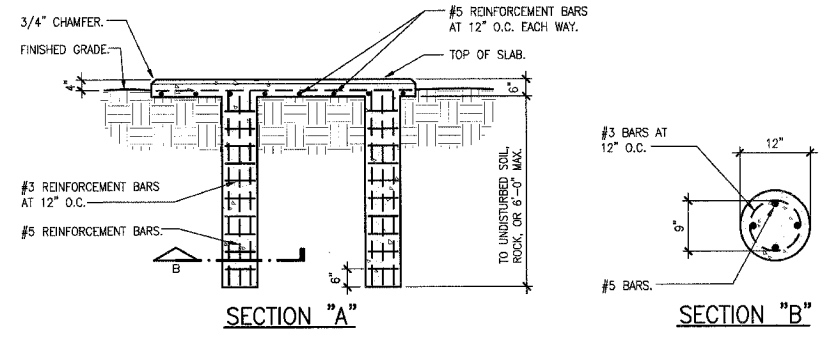 3/4" CHAMFER.
FINISHED GRADE.
#5 REINFORCEMENT BARS
AT 12" O.C. EACH WAY.
TOP OF SLAB.
4"
6"
#3 REINFORCEMENT BARS
AT 12" O.C.
#5 REINFORCEMENT BARS.
B
6"
TO UNDISTURBED SOIL,
ROCK, OR 6'-0" MAX.
SECTION "A"
#3 BARS AT
12" O.C.
12"
9"
#5 BARS.
SECTION "B"